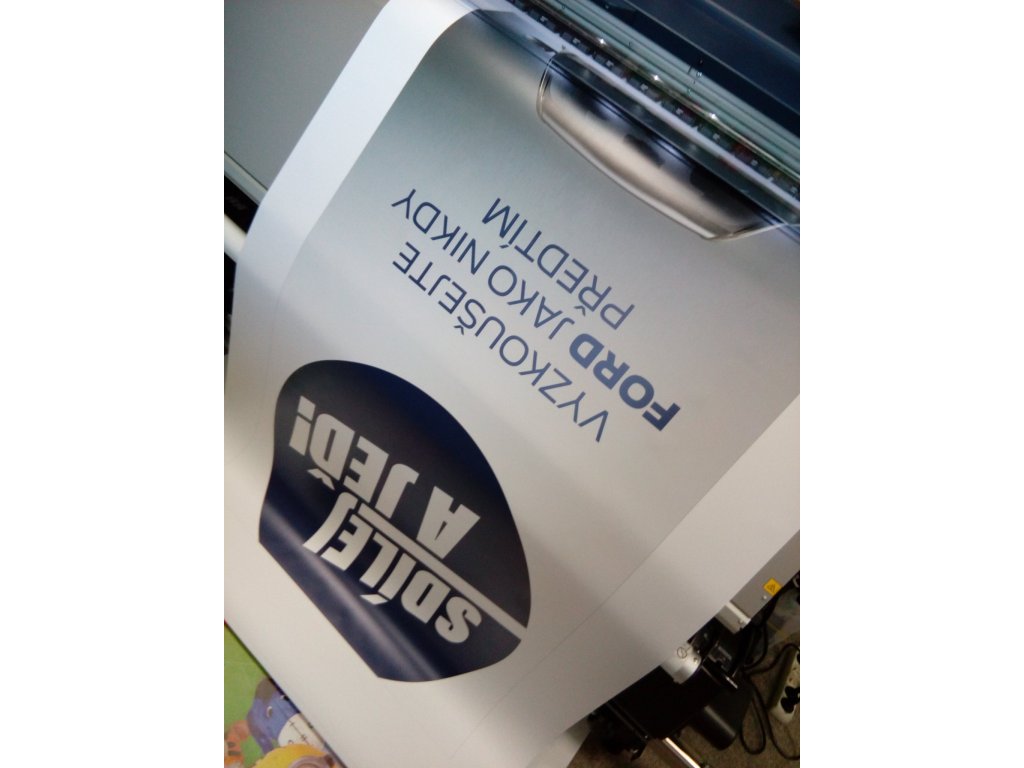 SDÍLEJ
A JEĎ!
VYZKOUŠEJTE
FORD JAKO NIKDY
PŘEDTÍM